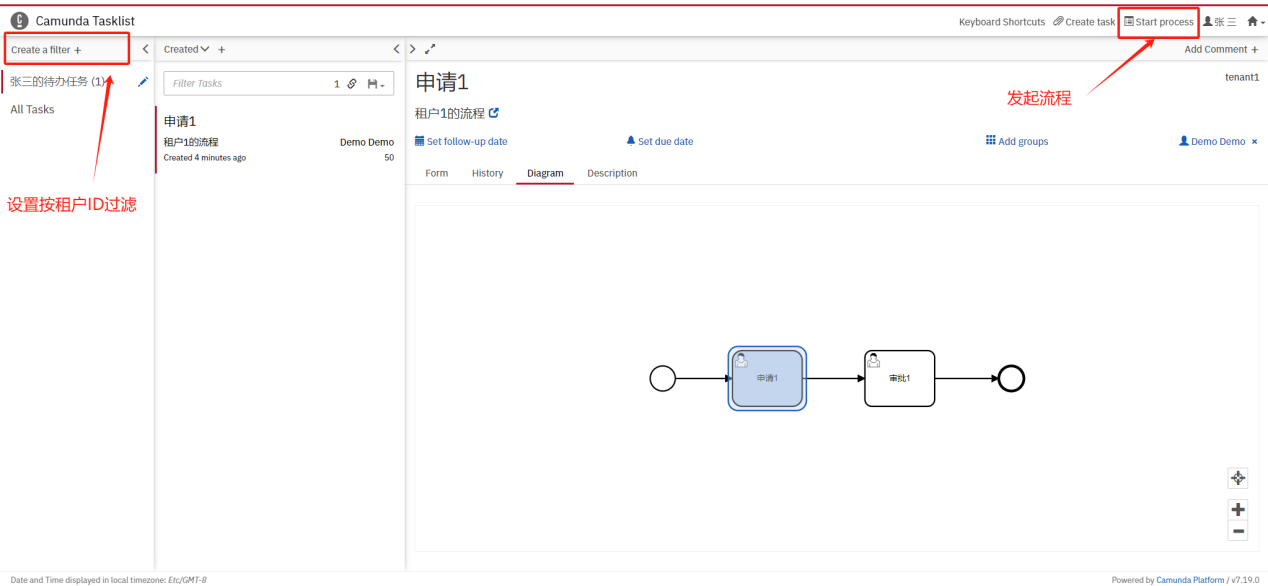 Camunda Tasklist
Keyboard Shortcuts Create task Start process 张三
Create a filter +
Created +
Add Comment +
张三的待办任务 (1)
All Tasks
设置按租户ID过滤
Filter Tasks 1
申请1
租户1的流程 Demo Demo
Created 4 minutes ago 50
申请1
tenant1
租户1的流程
发起流程
Set follow-up date Set due date Add groups Demo Demo ×
Form History Diagram Description
申请1
审批1
Date and Time displayed in local timezone: Etc/GMT-8
Powered by Camunda Platform / v7.19.0